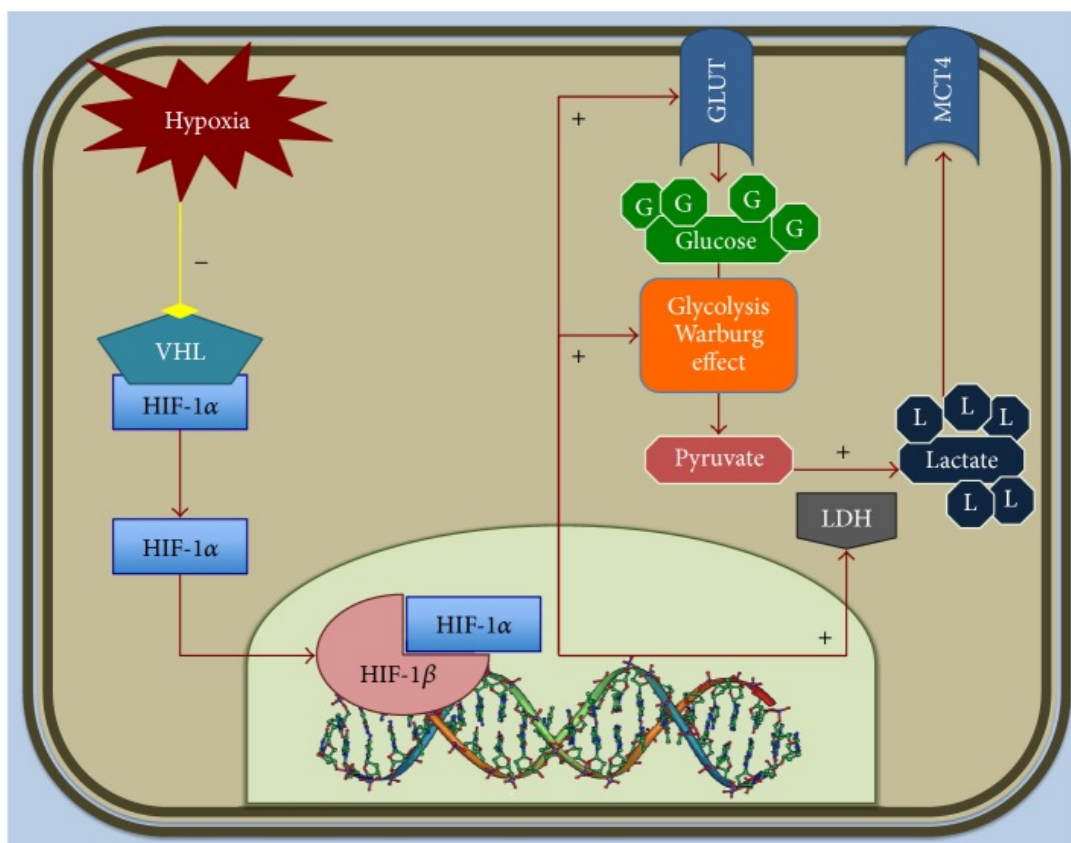 Hypoxia
−
VHL
HIF-1α
HIF-1α
HIF-1α
HIF-1β
+
GLUT
MCT4
G
G
G
G
Glucose
+
Glycolysis
Warburg
effect
Pyruvate
+
L
L
L
Lactate
L
L
LDH
+